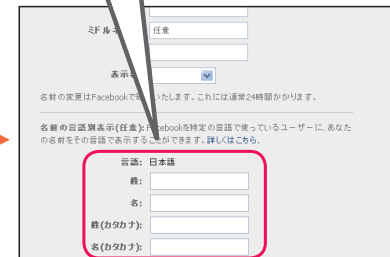 ミドルネ
任意
表示
名前の変更はFacebookで いたします。これには通常24時間かかります。
名前の言語別表示(任意): Facebookを特定の言語で使っているユーザーに、あなた
の名前をその言語で表示することができます。詳しくはこちら.
言語: 日本語
姓:
名:
姓(カタカナ):
名(カタカナ):